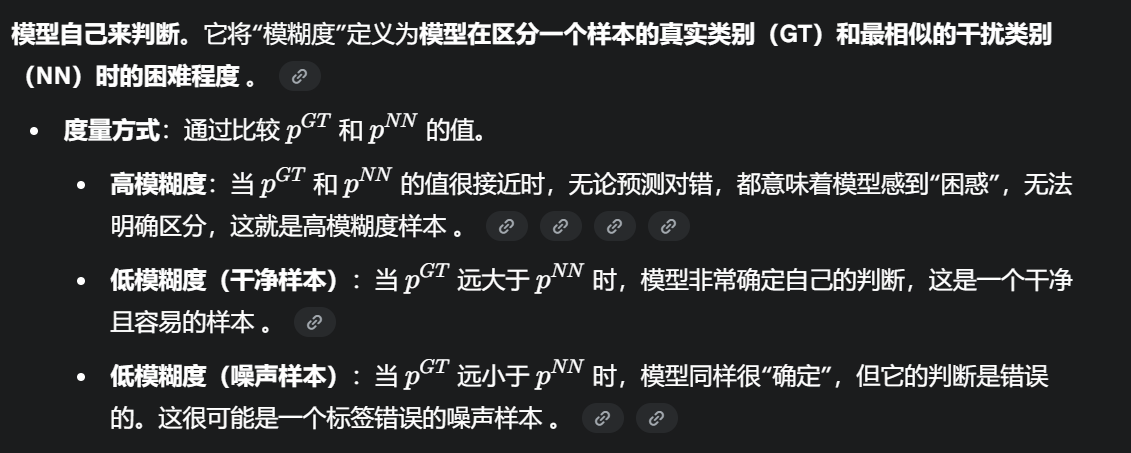 模型自己来判断。它将“模糊度”定义为模型在区分一个样本的真实类别（GT）和最相似的干扰类别
（NN）时的困难程度 。
• 度量方式：通过比较 p^{GT} 和 p^{NN} 的值。
• 高模糊度：当 p^{GT} 和 p^{NN} 的值很接近时，无论预测对错，都意味着模型感到“困惑”，无法
明确区分，这就是高模糊度样本 。
• 低模糊度（干净样本）：当 p^{GT} 远大于 p^{NN} 时，模型非常确定自己的判断，这是一个干净
且容易的样本 。
• 低模糊度（噪声样本）：当 p^{GT} 远小于 p^{NN} 时，模型同样很“确定”，但它的判断是错误
的。这很可能是一个标签错误的噪声样本 。